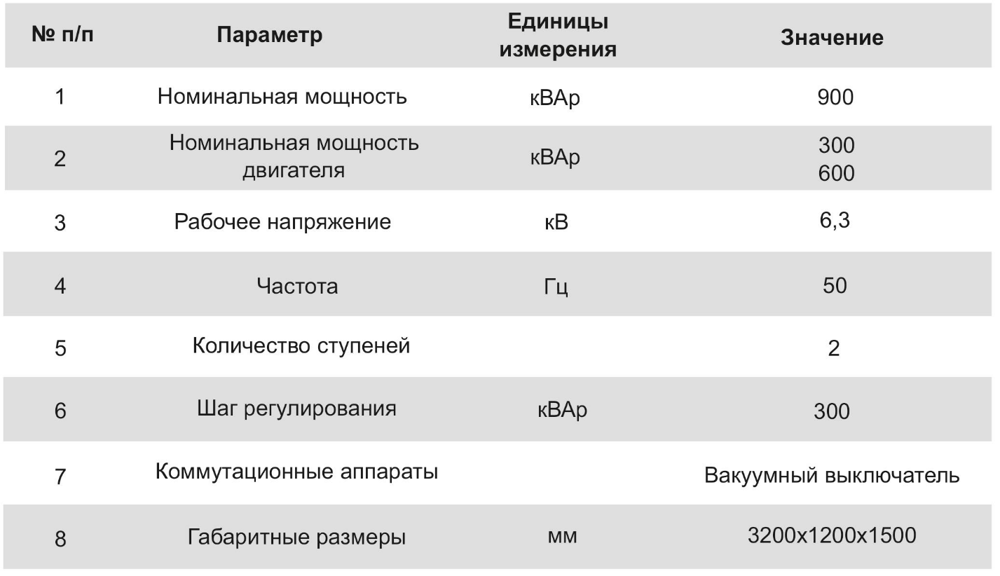 № п/п Параметр Единицы измерения Значение
1 Номинальная мощность кВАр 900
2 Номинальная мощность двигателя кВАр 300 600
3 Рабочее напряжение кВ 6,3
4 Частота Гц 50
5 Количество ступеней 2
6 Шаг регулирования кВАр 300
7 Коммутационные аппараты Вакуумный выключатель
8 Габаритные размеры мм 3200х1200х1500